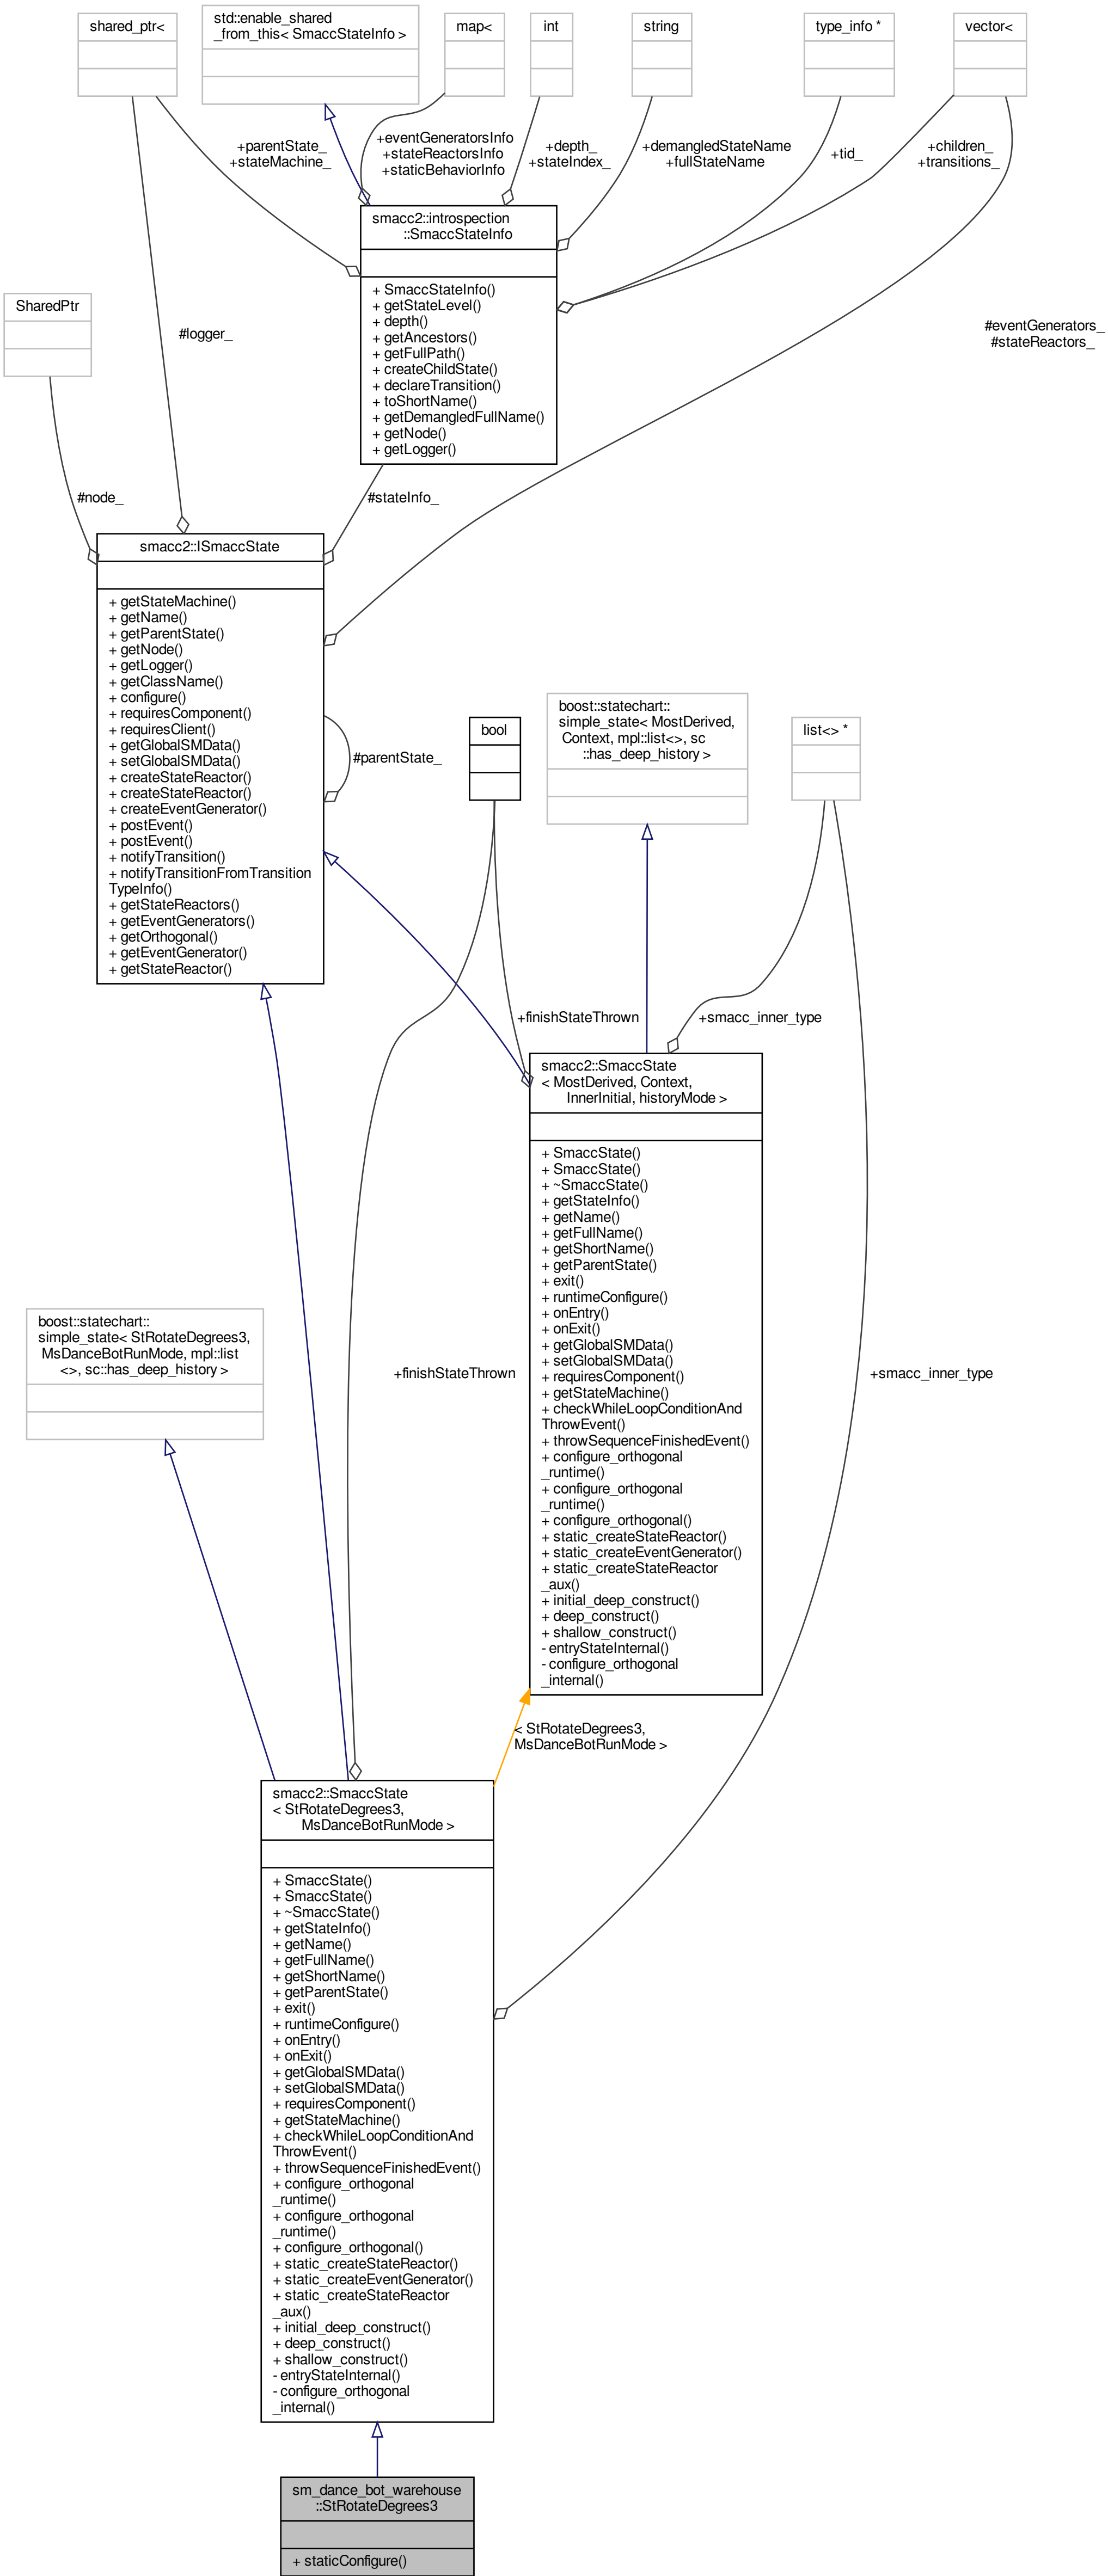 shared_ptr<
std::enable_shared
_from_this< SmaccStateInfo >
map<
int
string
type_info *
vector<
+parentState_
+stateMachine_
+eventGeneratorsInfo
+stateReactorsInfo
+staticBehaviorInfo
+depth_
+stateIndex_
+demangledStateName
+fullStateName
+tid_
+children_
+transitions_
smacc2::introspection
::SmaccStateInfo
+ SmaccStateInfo()
+ getStateLevel()
+ depth()
+ getAncestors()
+ getFullPath()
+ createChildState()
+ declareTransition()
+ toShortName()
+ getDemangledFullName()
+ getNode()
+ getLogger()
SharedPtr
#logger_
#eventGenerators_
#stateReactors_
#node_
#stateInfo_
smacc2::ISmaccState
+ getStateMachine()
+ getName()
+ getParentState()
+ getNode()
+ getLogger()
+ getClassName()
+ configure()
+ requiresComponent()
+ requiresClient()
+ getGlobalSMData()
+ setGlobalSMData()
+ createStateReactor()
+ createStateReactor()
+ createEventGenerator()
+ postEvent()
+ postEvent()
+ notifyTransition()
+ notifyTransitionFromTransition
TypeInfo()
+ getStateReactors()
+ getEventGenerators()
+ getOrthogonal()
+ getEventGenerator()
+ getStateReactor()
#parentState_
bool
boost::statechart::
simple_state< MostDerived,
Context, mpl::list<>, sc
::has_deep_history >
list<> *
+finishStateThrown
+smacc_inner_type
smacc2::SmaccState
< MostDerived, Context,
InnerInitial, historyMode >
+ SmaccState()
+ SmaccState()
+ ~SmaccState()
+ getStateInfo()
+ getName()
+ getFullName()
+ getShortName()
+ getParentState()
+ exit()
+ runtimeConfigure()
+ onEntry()
+ onExit()
+ getGlobalSMData()
+ setGlobalSMData()
+ requiresComponent()
+ getStateMachine()
+ checkWhileLoopConditionAnd
ThrowEvent()
+ throwSequenceFinishedEvent()
+ configure_orthogonal
_runtime()
+ configure_orthogonal
_runtime()
+ configure_orthogonal()
+ static_createStateReactor()
+ static_createEventGenerator()
+ static_createStateReactor
_aux()
+ initial_deep_construct()
+ deep_construct()
+ shallow_construct()
- entryStateInternal()
- configure_orthogonal
_internal()
boost::statechart::
simple_state< StRotateDegrees3,
MsDanceBotRunMode, mpl::list
<>, sc::has_deep_history >
+finishStateThrown
+smacc_inner_type
< StRotateDegrees3,
MsDanceBotRunMode >
smacc2::SmaccState
< StRotateDegrees3,
MsDanceBotRunMode >
+ SmaccState()
+ SmaccState()
+ ~SmaccState()
+ getStateInfo()
+ getName()
+ getFullName()
+ getShortName()
+ getParentState()
+ exit()
+ runtimeConfigure()
+ onEntry()
+ onExit()
+ getGlobalSMData()
+ setGlobalSMData()
+ requiresComponent()
+ getStateMachine()
+ checkWhileLoopConditionAnd
ThrowEvent()
+ throwSequenceFinishedEvent()
+ configure_orthogonal
_runtime()
+ configure_orthogonal
_runtime()
+ configure_orthogonal()
+ static_createStateReactor()
+ static_createEventGenerator()
+ static_createStateReactor
_aux()
+ initial_deep_construct()
+ deep_construct()
+ shallow_construct()
- entryStateInternal()
- configure_orthogonal
_internal()
sm_dance_bot_warehouse
::StRotateDegrees3
+ staticConfigure()